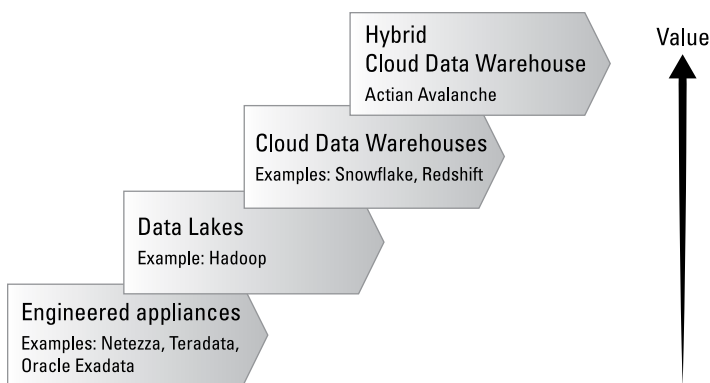 Hybrid
Cloud Data Warehouse
Actian Avalanche
Value
Cloud Data Warehouses
Examples: Snowflake, Redshift
Data Lakes
Example: Hadoop
Engineered appliances
Examples: Netezza, Teradata,
Oracle Exadata